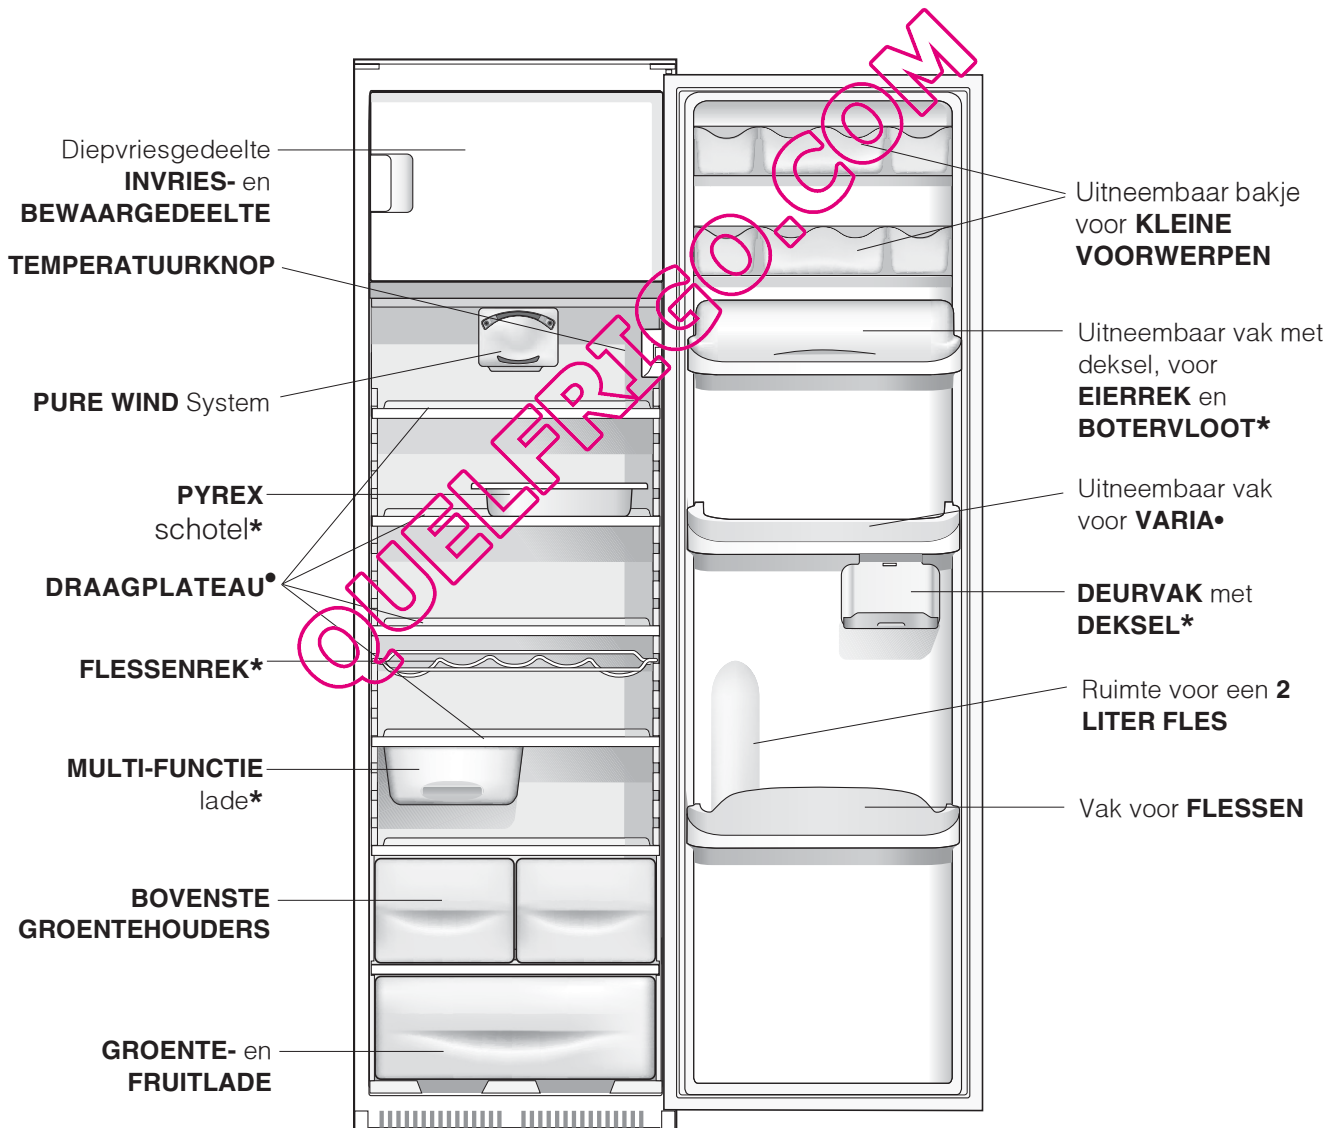 Diepvriesgedeelte
INVRIES- en
BEWAARGEDEELTE
TEMPERATUURKNOP
PURE WIND System
PYREX
schotel*
DRAAGPLATEAU•
FLESSENREK*
MULTI-FUNCTIE
lade*
BOVENSTE
GROENTEHOUDERS
GROENTE- en
FRUITLADE
QUELFRIGO.COM
Uitneembaar bakje
voor KLEINE
VOORWERPEN
Uitneembaar vak met
deksel, voor
EIERREK en
BOTERVLOOT*
Uitneembaar vak
voor VARIA•
DEURVAK met
DEKSEL*
Ruimte voor een 2
LITER FLES
Vak voor FLESSEN